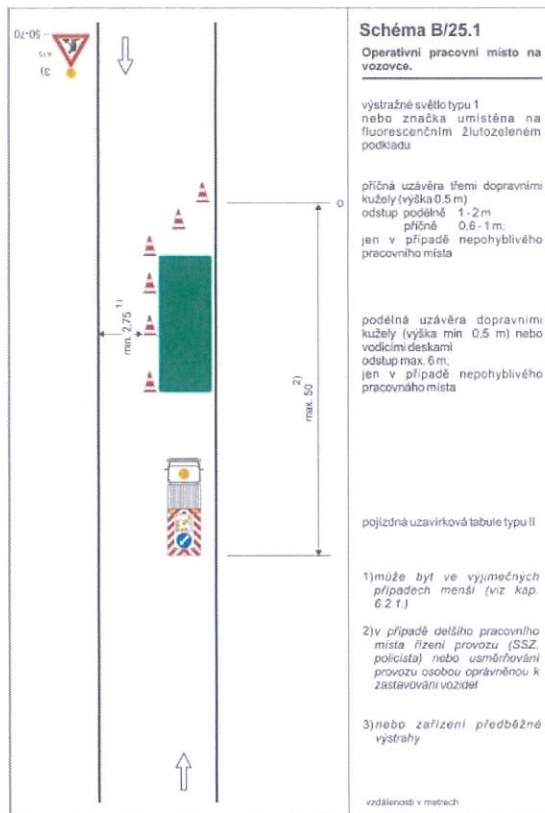 50-70
A15
3)
min. 2,75 1)
0
max. 50 2)
Schéma B/25.1
Operativní pracovní místo na
vozovce.
výstražné světlo typu 1
nebo značka umístěna na
fluorescenčním žlutozeleném
podkladu
příčná uzávěra třemi dopravními
kužely (výška 0,5 m)
odstup podélně 1 - 2 m
příčně 0,6 - 1 m;
jen v případě nepohyblivého
pracovního místa
podélná uzávěra dopravními
kužely (výška min. 0,5 m) nebo
vodicími deskami
odstup max. 6 m;
jen v případě nepohyblivého
pracovnáho místa
pojízdná uzavírková tabule typu II
1) může být ve výjimečných
případech menší (viz kap.
6.2.1.)
2) v případě delšího pracovního
místa řízení provozu (SSZ,
policista) nebo usměrňování
provozu osobou oprávněnou k
zastavování vozidel
3) nebo zařízení předběžné
výstrahy
vzdálenosti v metrech